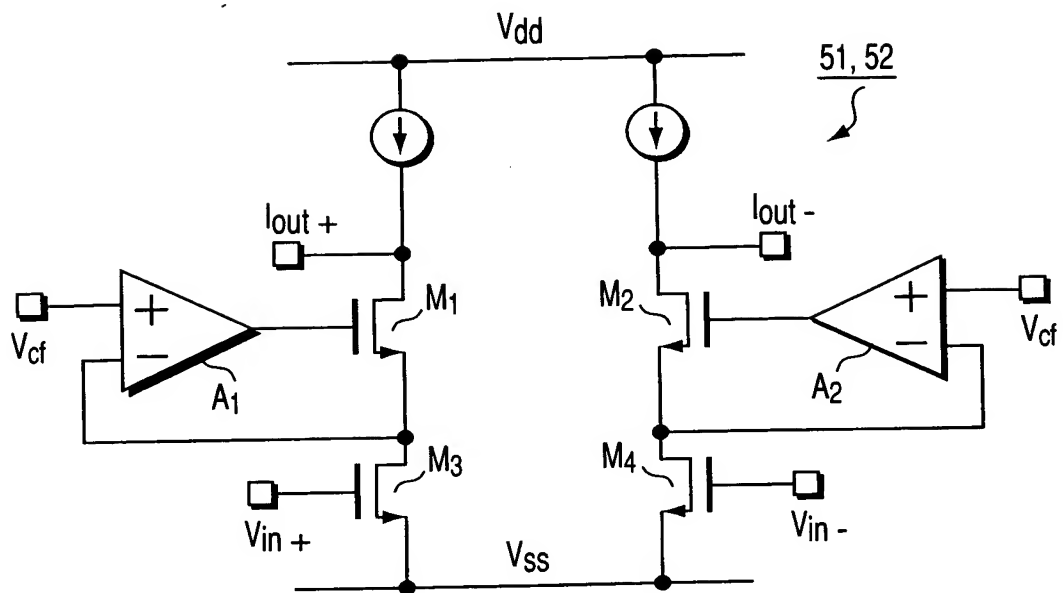 Vdd
51, 52
Iout +
Iout -
+
M1
M2
+
Vcf
−
−
Vcf
A1
A2
M3
M4
Vin +
Vin -
Vss